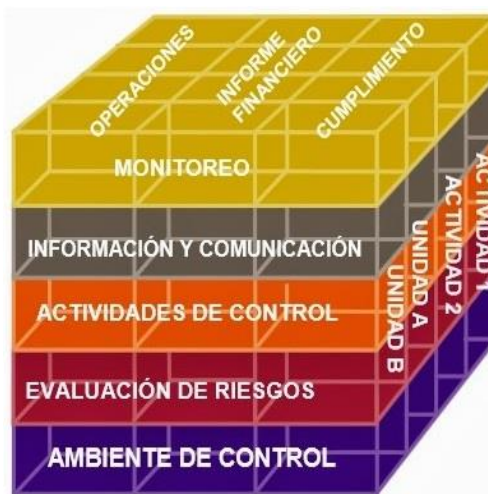 OPERACIONES
INFORME
FINANCIERO
CUMPLIMIENTO
MONITOREO
INFORMACIÓN Y COMUNICACIÓN
ACTIVIDADES DE CONTROL
EVALUACIÓN DE RIESGOS
AMBIENTE DE CONTROL
UNIDAD B
UNIDAD A
ACTIVIDAD 2
ACTIVIDAD 1